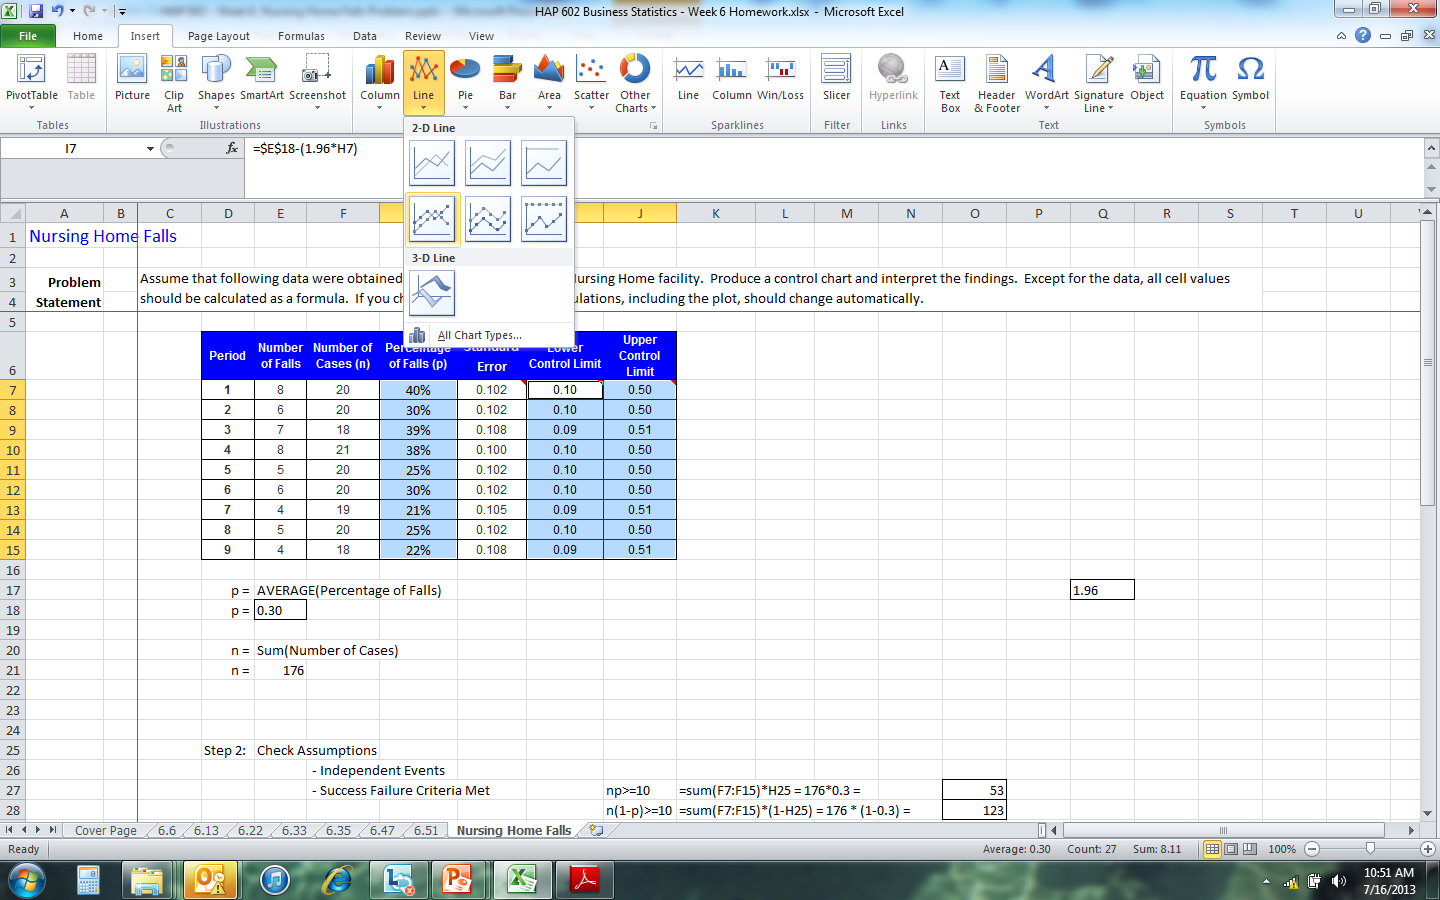 HAP 602 Business Statistics - Week 6 Homework.xlsx - Microsoft Excel
File Home Insert Page Layout Formulas Data Review View
PivotTable Table Picture Clip Art Shapes SmartArt Screenshot Column Line Pie Bar Area Scatter Other Charts Line Column Win/Loss Slicer Hyperlink Text Box Header & Footer WordArt Signature Line Object Equation Symbol
Tables Illustrations Sparklines Filter Links Text Symbols
2-D Line
3-D Line
All Chart Types...
I7 fx =$E$18-(1.96*H7)
A B C D E F J K L M N O P Q R S T U
1 Nursing Home Falls
2
3 Problem Assume that following data were obtained Nursing Home facility. Produce a control chart and interpret the findings. Except for the data, all cell values
4 Statement should be calculated as a formula. If you ch ulations, including the plot, should change automatically.
5
6 Period Number of Falls Number of Cases (n) Percentage of Falls (p) Standard Error Lower Control Limit Upper Control Limit
7 1 8 20 40% 0.102 0.10 0.50
8 2 6 20 30% 0.102 0.10 0.50
9 3 7 18 39% 0.108 0.09 0.51
10 4 8 21 38% 0.100 0.10 0.50
11 5 5 20 25% 0.102 0.10 0.50
12 6 6 20 30% 0.102 0.10 0.50
13 7 4 19 21% 0.105 0.09 0.51
14 8 5 20 25% 0.102 0.10 0.50
15 9 4 18 22% 0.108 0.09 0.51
16
17 p = AVERAGE(Percentage of Falls) 1.96
18 p = 0.30
19
20 n = Sum(Number of Cases)
21 n = 176
22
23
24
25 Step 2: Check Assumptions
26 - Independent Events
27 - Success Failure Criteria Met np>=10 =sum(F7:F15)*H25 = 176*0.3 = 53
28 n(1-p)>=10 =sum(F7:F15)*(1-H25) = 176 * (1-0.3) = 123
Cover Page 6.6 6.13 6.22 6.33 6.35 6.47 6.51 Nursing Home Falls
Ready Average: 0.30 Count: 27 Sum: 8.11 100%
10:51 AM
7/16/2013